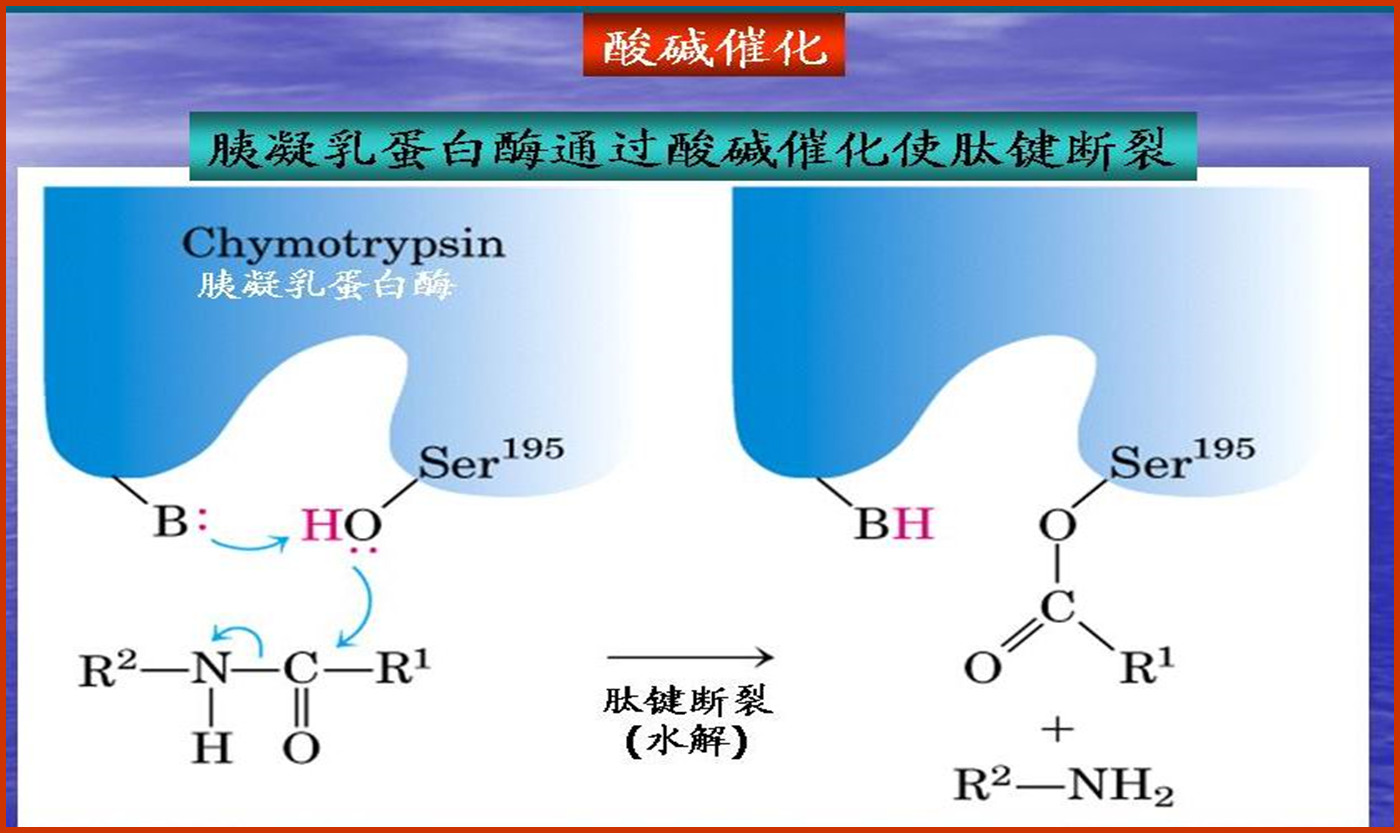 酸碱催化
胰凝乳蛋白酶通过酸碱催化使肽键断裂
Chymotrypsin
胰凝乳蛋白酶
Ser¹⁹⁵
B: HO
R²—N—C—R¹
H O
肽键断裂
(水解)
Ser¹⁹⁵
BH O
C
O R¹
+
R²—NH₂